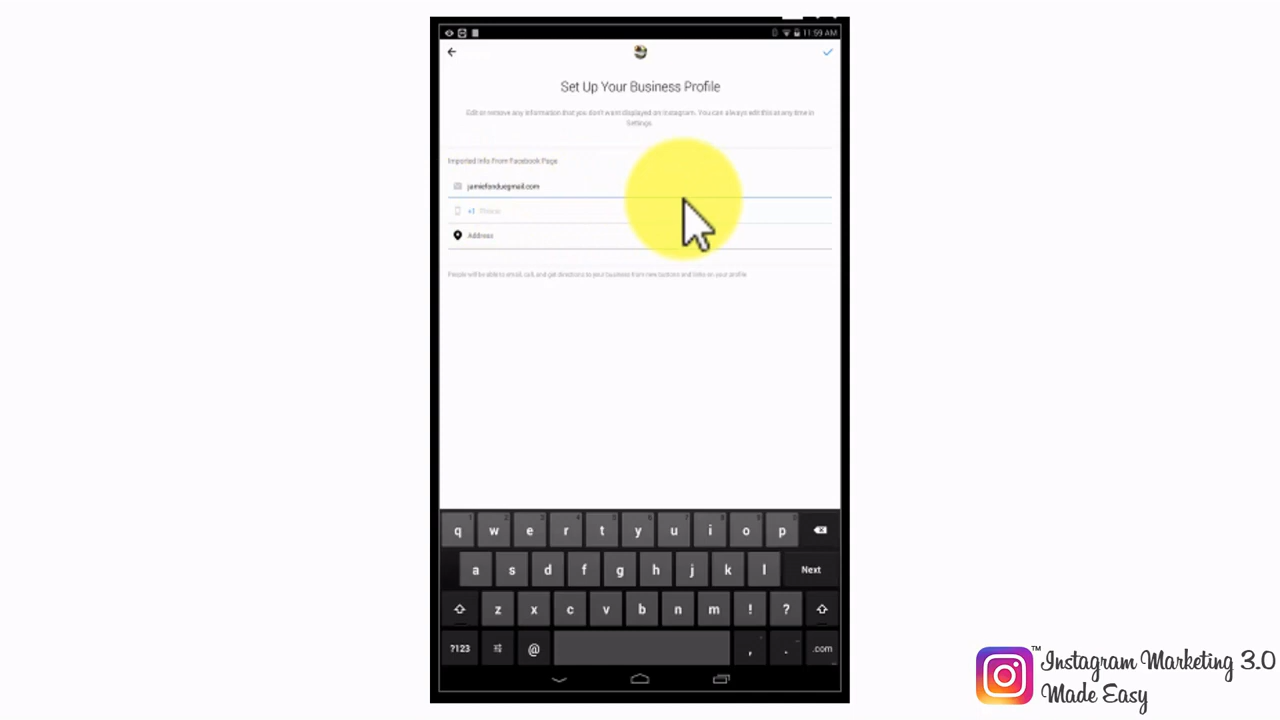 11:59 AM
Set Up Your Business Profile
Edit or remove any information that you don't want displayed on Instagram. You can always edit this at any time in
Settings.
Imported Info From Facebook Page
jamiefondue@gmail.com
+1 Phone
Address
People will be able to email, call, and get directions to your business from new buttons and links on your profile.
q w e r t y u i o p
a s d f g h j k l Next
z x c v b n m ! ?
?123 @ , . .com
Instagram Marketing 3.0
TM
Made Easy